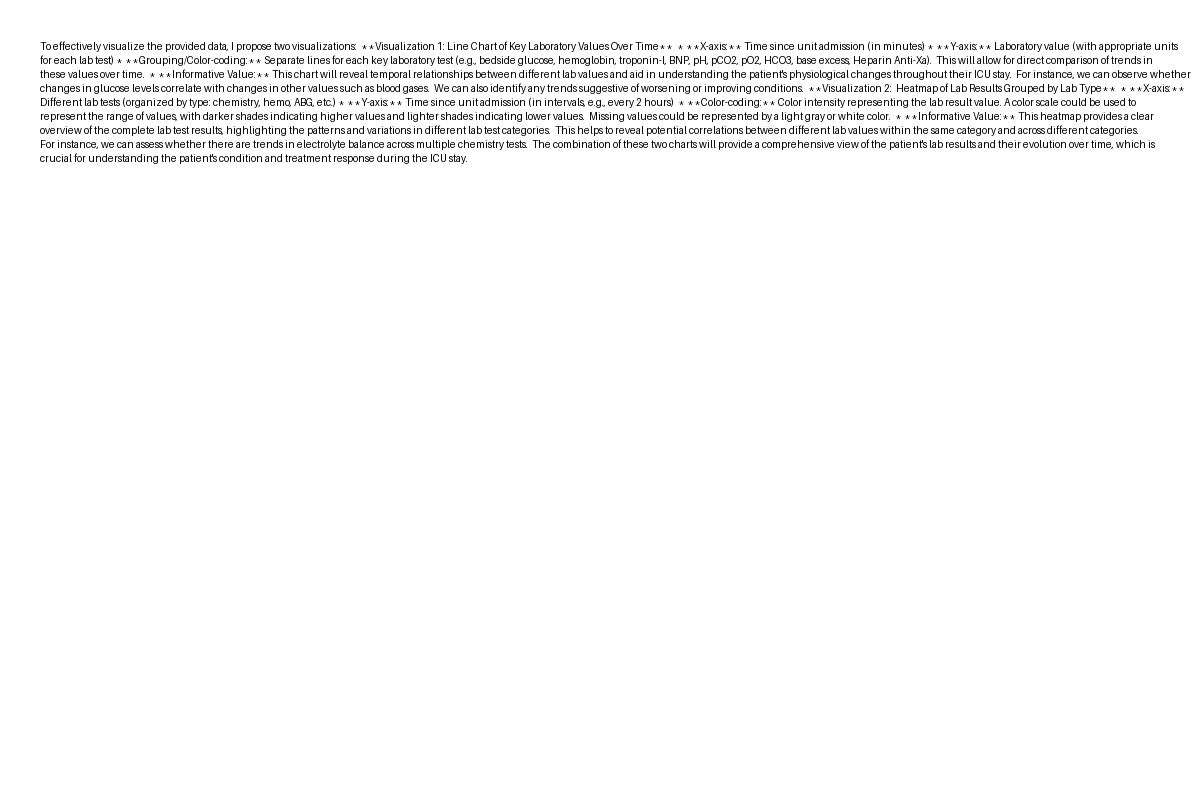 To effectively visualize the provided data, I propose two visualizations:  **Visualization 1: Line Chart of Key Laboratory Values Over Time**  * **X-axis:** Time since unit admission (in minutes) * **Y-axis:** Laboratory value (with appropriate units
for each lab test) * **Grouping/Color-coding:** Separate lines for each key laboratory test (e.g., bedside glucose, hemoglobin, troponin-I, BNP, pH, pCO2, pO2, HCO3, base excess, Heparin Anti-Xa).  This will allow for direct comparison of trends in
these values over time.  * **Informative Value:** This chart will reveal temporal relationships between different lab values and aid in understanding the patient's physiological changes throughout their ICU stay.  For instance, we can observe whether
changes in glucose levels correlate with changes in other values such as blood gases.  We can also identify any trends suggestive of worsening or improving conditions.  **Visualization 2:  Heatmap of Lab Results Grouped by Lab Type**  * **X-axis:**
Different lab tests (organized by type: chemistry, hemo, ABG, etc.) * **Y-axis:** Time since unit admission (in intervals, e.g., every 2 hours)  * **Color-coding:** Color intensity representing the lab result value. A color scale could be used to
represent the range of values, with darker shades indicating higher values and lighter shades indicating lower values.  Missing values could be represented by a light gray or white color.  * **Informative Value:** This heatmap provides a clear
overview of the complete lab test results, highlighting the patterns and variations in different lab test categories.  This helps to reveal potential correlations between different lab values within the same category and across different categories.
For instance, we can assess whether there are trends in electrolyte balance across multiple chemistry tests.  The combination of these two charts will provide a comprehensive view of the patient's lab results and their evolution over time, which is
crucial for understanding the patient's condition and treatment response during the ICU stay.